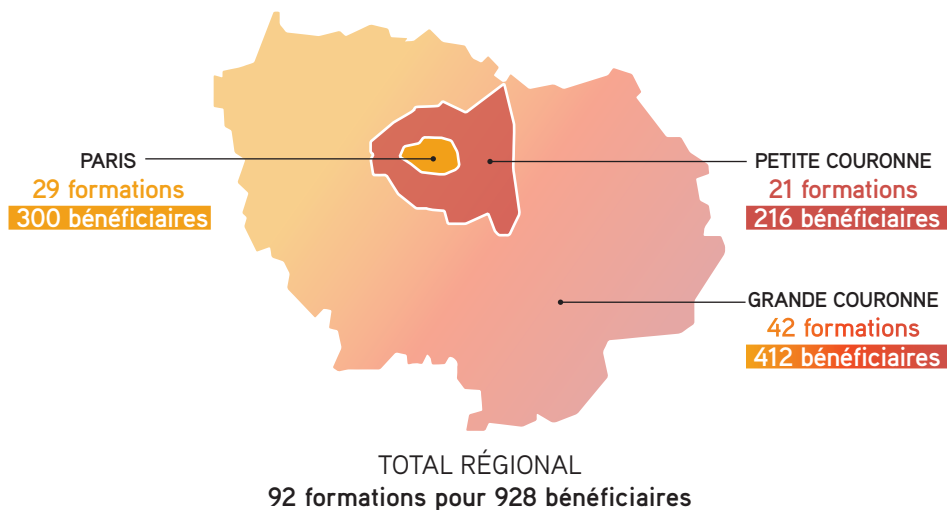 PARIS
29 formations
300 bénéficiaires
PETITE COURONNE
21 formations
216 bénéficiaires
GRANDE COURONNE
42 formations
412 bénéficiaires
TOTAL RÉGIONAL
92 formations pour 928 bénéficiaires